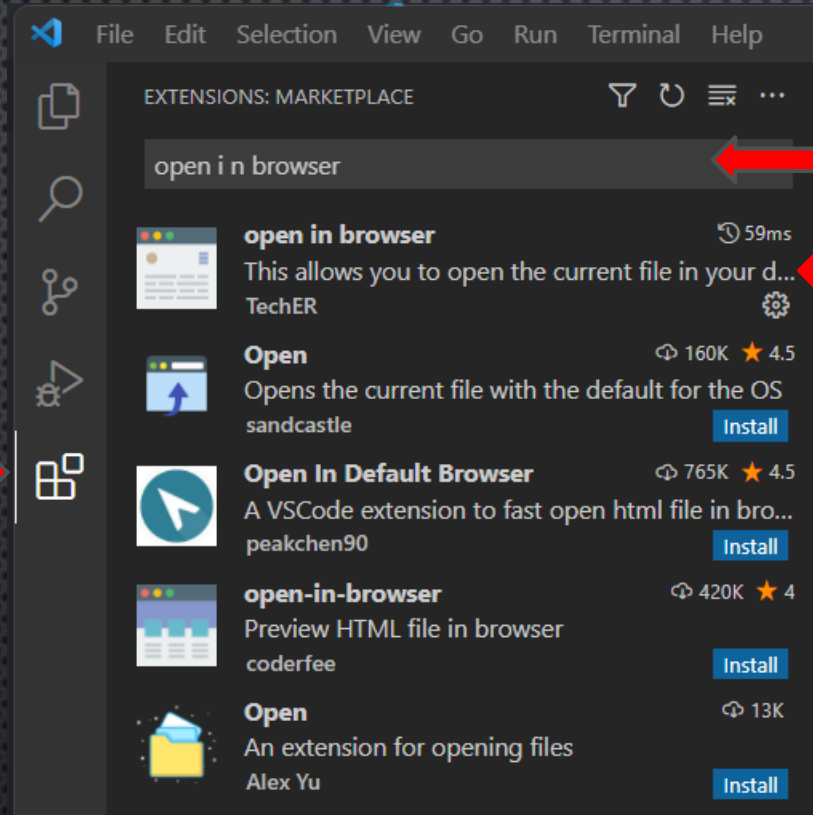 File Edit Selection View Go Run Terminal Help
EXTENSIONS: MARKETPLACE
open i n browser
open in browser 59ms
This allows you to open the current file in your d...
TechER
Open 160K 4.5
Opens the current file with the default for the OS
sandcastle Install
Open In Default Browser 765K 4.5
A VSCode extension to fast open html file in bro...
peakchen90 Install
open-in-browser 420K 4
Preview HTML file in browser
coderfee Install
Open 13K
An extension for opening files
Alex Yu Install